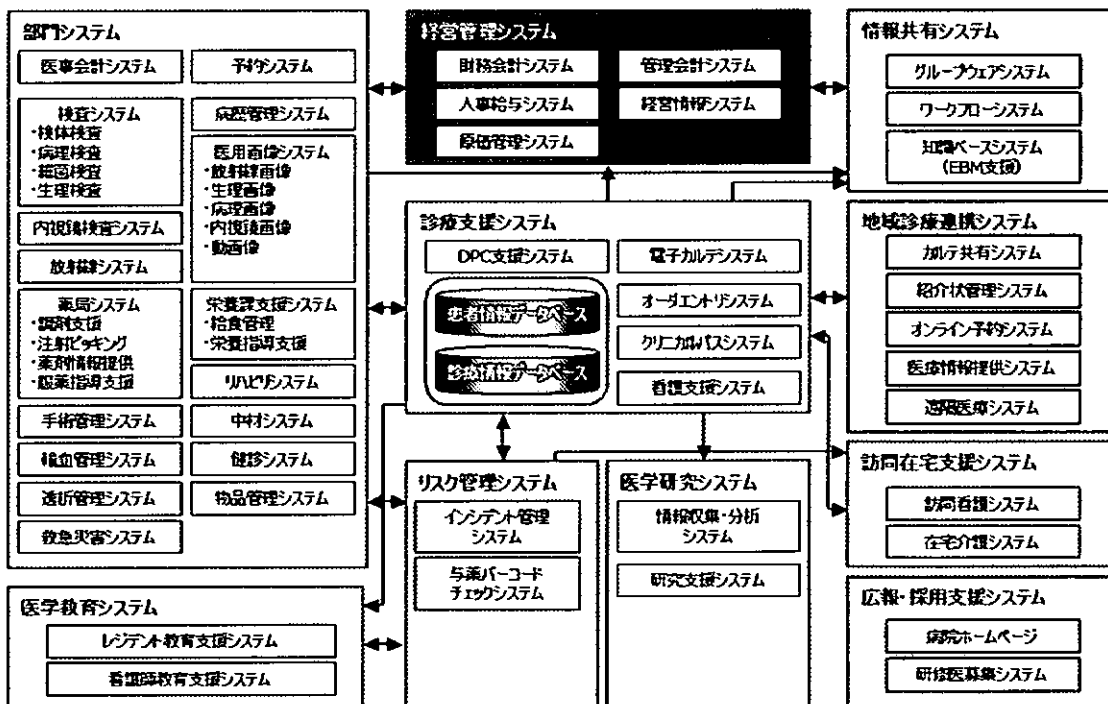 部門システム
医事会計システム
予約システム
検査システム
・検体検査
・病理検査
・細菌検査
・生理検査
病歴管理システム
医用画像システム
・放射線画像
・生理画像
・病理画像
・内視鏡画像
・動画像
内視鏡検査システム
放射線システム
薬局システム
・調剤支援
・注射ピッキング
・薬剤情報提供
・服薬指導支援
栄養課支援システム
・給食管理
・栄養指導支援
リハビリシステム
手術管理システム
中材システム
輸血管理システム
健診システム
透析管理システム
物品管理システム
救急災害システム
医学教育システム
レジデント教育支援システム
看護師教育支援システム
経営管理システム
財務会計システム
管理会計システム
人事給与システム
経営情報システム
原価管理システム
診療支援システム
DPC支援システム
電子カルテシステム
患者情報データベース
オーダエントリシステム
クリニカルパスシステム
診療情報データベース
看護支援システム
リスク管理システム
インシデント管理
システム
与薬バーコード
チェックシステム
医学研究システム
情報収集・分析
システム
研究支援システム
情報共有システム
グループウェアシステム
ワークフローシステム
知識ベースシステム
(EBM支援)
地域診療連携システム
カルテ共有システム
紹介状管理システム
オンライン予約システム
医療情報提供システム
遠隔医療システム
訪問在宅支援システム
訪問看護システム
在宅介護システム
広報・採用支援システム
病院ホームページ
研修医募集システム